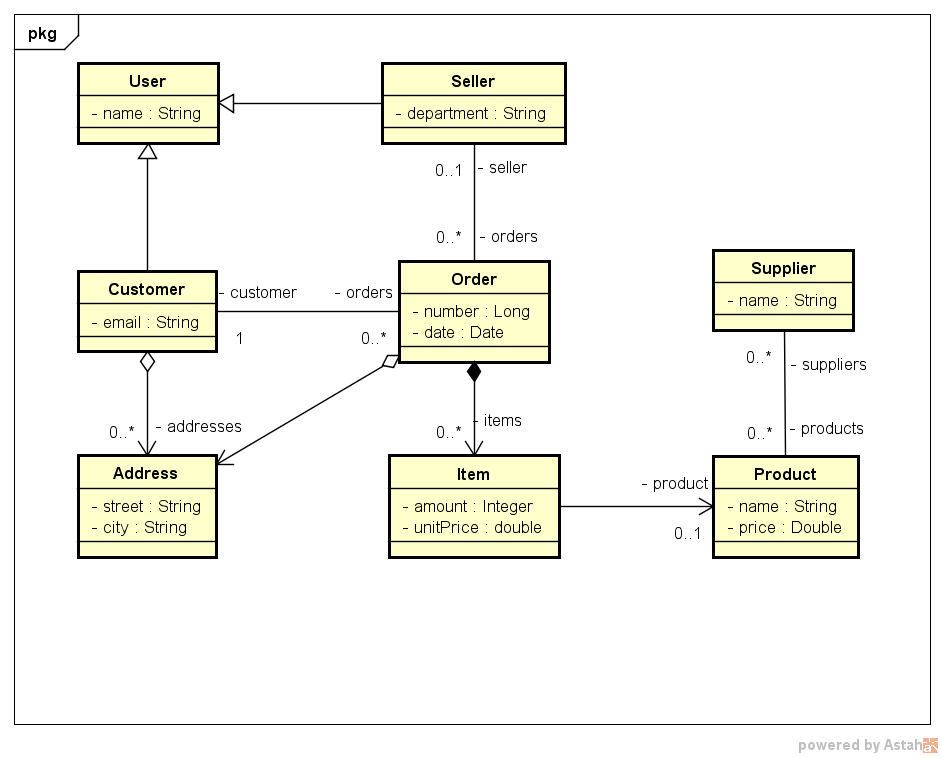 pkg
User
- name : String
Seller
- department : String
0..1
- seller
0..*
- orders
Customer
- email : String
- customer
- orders
1
0..*
Order
- number : Long
- date : Date
Supplier
- name : String
0..*
- suppliers
0..*
- addresses
0..*
- items
0..*
- products
Address
- street : String
- city : String
Item
- amount : Integer
- unitPrice : double
- product
0..1
Product
- name : String
- price : Double
powered by Astah